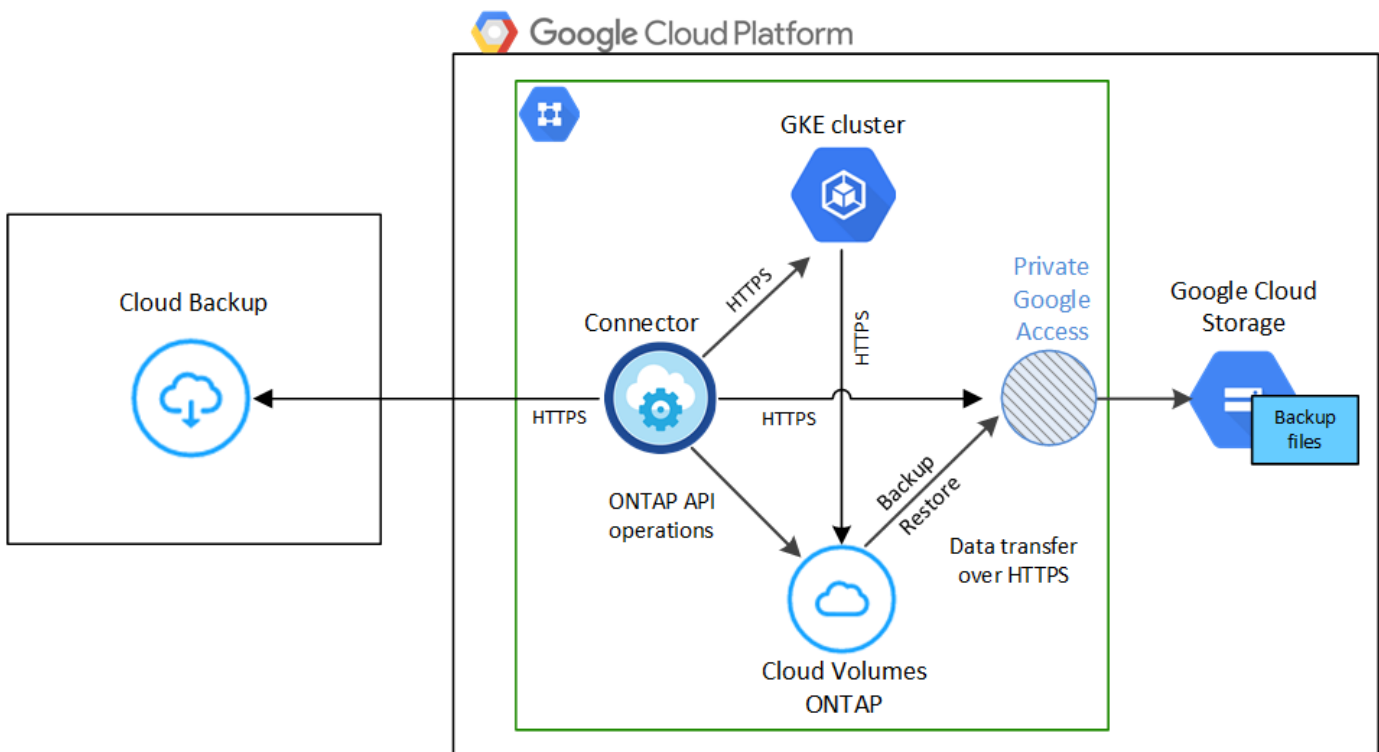 Google Cloud Platform
GKE cluster
Cloud Backup
Connector
Private
Google
Access
Google Cloud
Storage
HTTPS
HTTPS
HTTPS
HTTPS
Backup
files
ONTAP API
operations
Backup
Restore
Data transfer
over HTTPS
Cloud Volumes
ONTAP